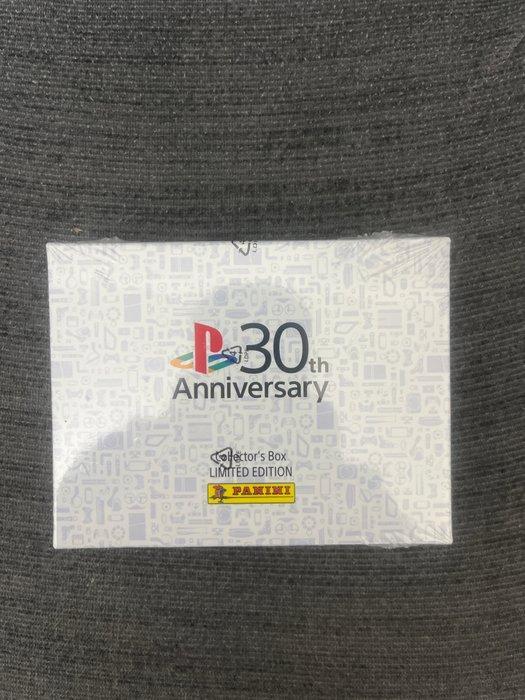 30th
Anniversary
Collector's Box
LIMITED EDITION
PANINI